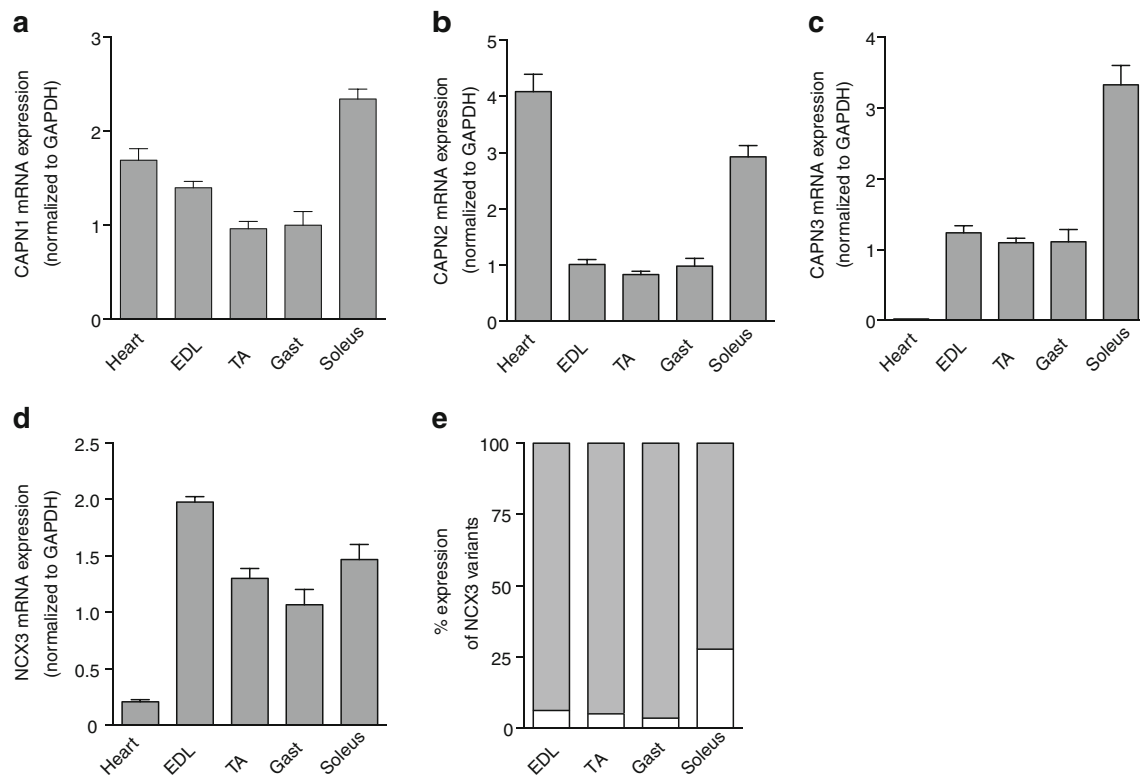 a
CAPN1 mRNA expression
(normalized to GAPDH)
3
2
1
0
Heart
EDL
TA
Gast
Soleus
b
CAPN2 mRNA expression
(normalized to GAPDH)
5
4
3
2
1
0
Heart
EDL
TA
Gast
Soleus
c
CAPN3 mRNA expression
(normalized to GAPDH)
4
3
2
1
0
Heart
EDL
TA
Gast
Soleus
d
NCX3 mRNA expression
(normalized to GAPDH)
2.5
2.0
1.5
1.0
0.5
0
Heart
EDL
TA
Gast
Soleus
e
% expression
of NCX3 variants
100
75
50
25
0
EDL
TA
Gast
Soleus